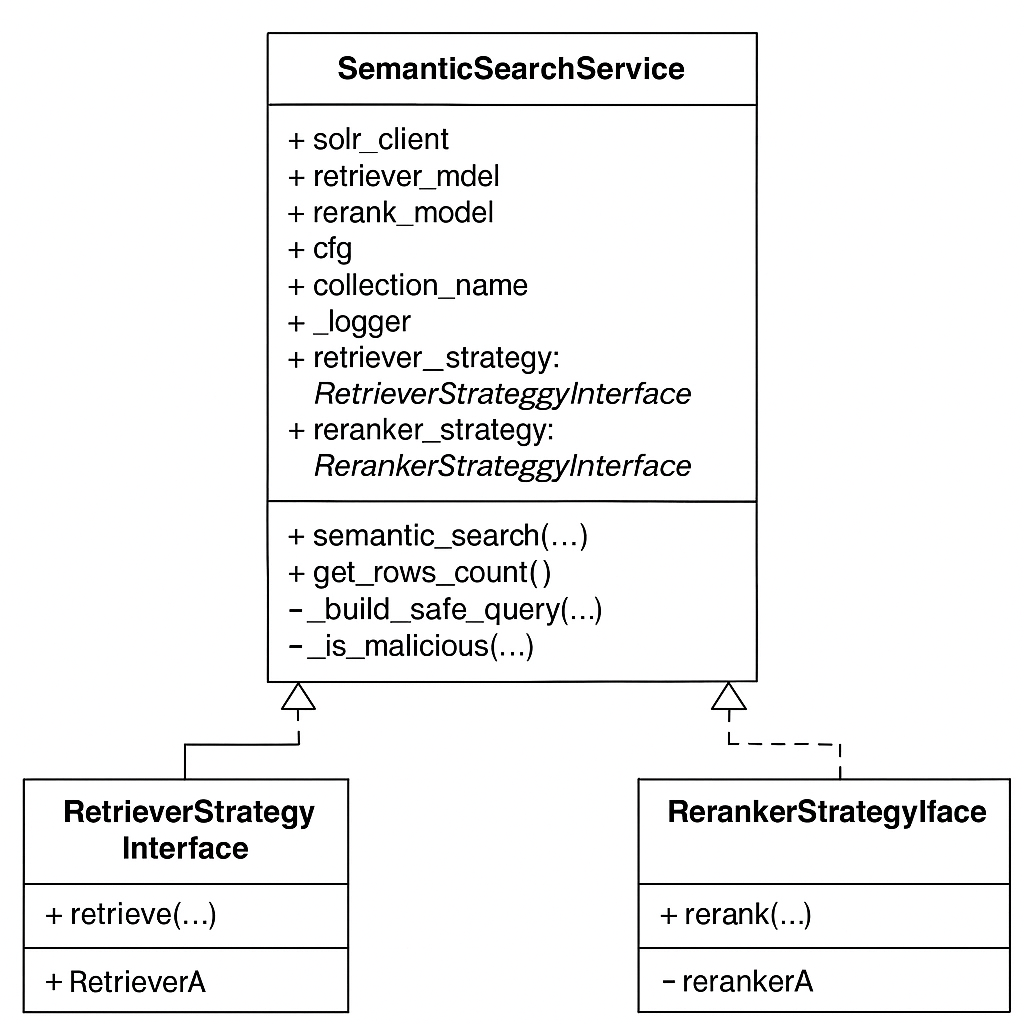 SemanticSearchService
+ solr_client
+ retriever_mdel
+ rerank_model
+ cfg
+ collection_name
+ _logger
+ retriever_strategy:
RetrieverStrateggyInterface
+ reranker_strategy:
RerankerStrateggyInterface
+ semantic_search(...)
+ get_rows_count()
- _build_safe_query(...)
- _is_malicious(...)
RetrieverStrategy
Interface
+ retrieve(...)
+ RetrieverA
RerankerStrategyIface
+ rerank(...)
- rerankerA